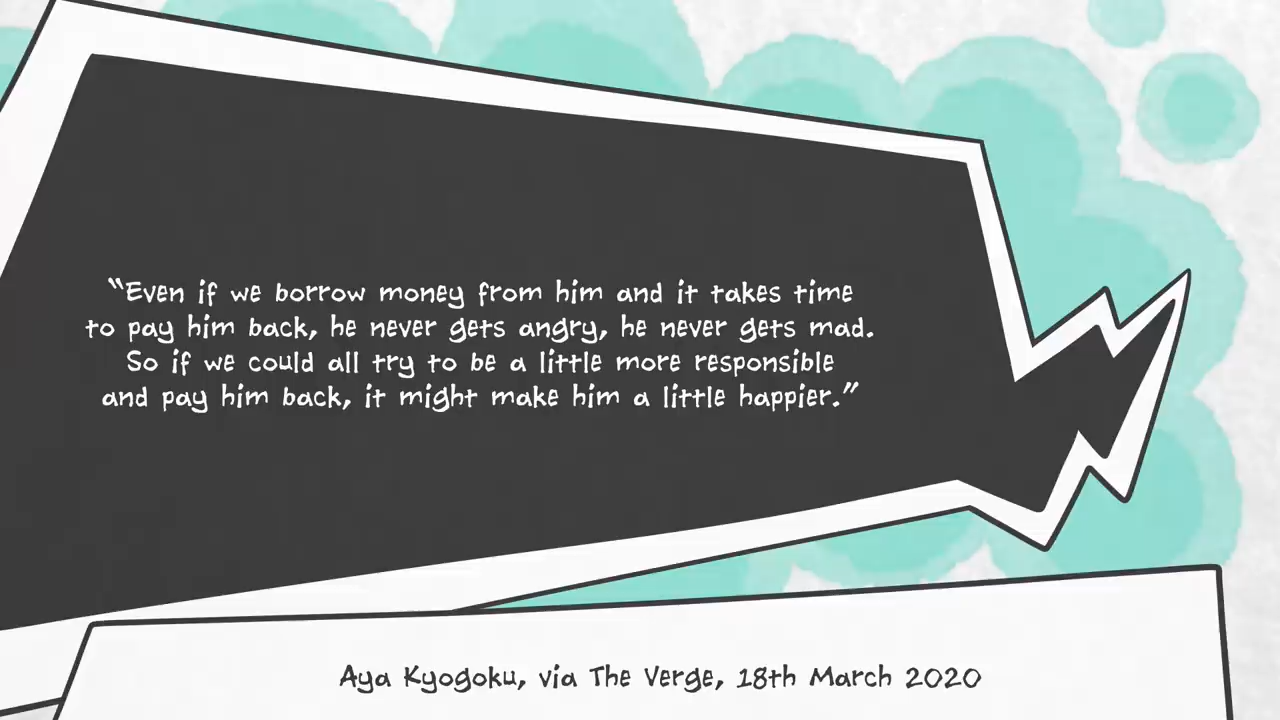 “Even if we borrow money from him and it takes time
to pay him back, he never gets angry, he never gets mad.
So if we could all try to be a little more responsible
and pay him back, it might make him a little happier.”
Aya Kyogoku, via The Verge, 18th March 2020